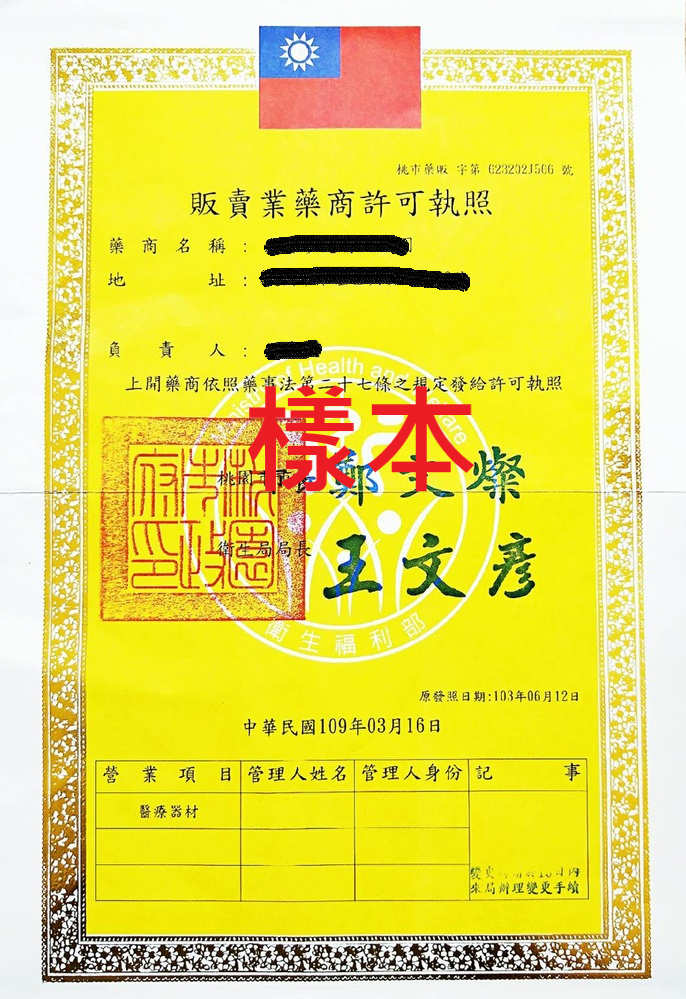 桃市藥販 字第 623202J566 號
販賣業藥商許可執照
藥商名稱：
地址：
負責人：
上開藥商依照藥事法第二十七條之規定發給許可執照
of Health and
樣本
桃園市市長 鄭文燦
衛生局局長 王文彥
衛生福利部
原發照日期:103年06月12日
中華民國109年03月16日
營業項目 管理人姓名 管理人身份 記事
醫療器材
變更 日內
來局辦理變更手續